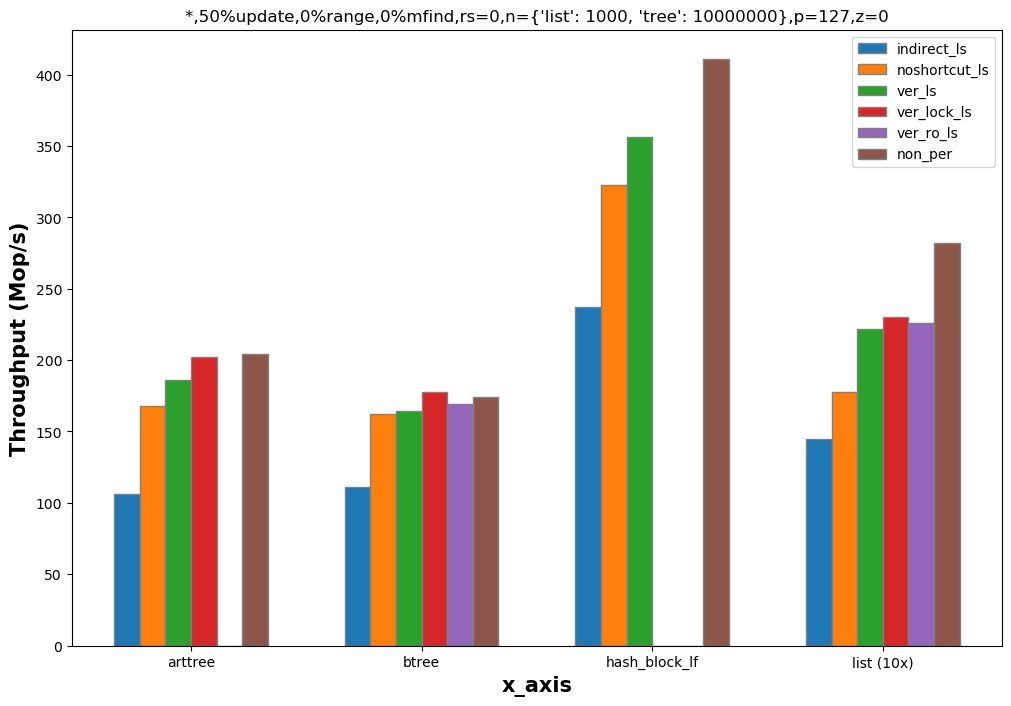 *,50%update,0%range,0%mfind,rs=0,n={'list': 1000, 'tree': 10000000},p=127,z=0
indirect_ls
noshortcut_ls
ver_ls
ver_lock_ls
ver_ro_ls
non_per
Throughput (Mop/s)
400
350
300
250
200
150
100
50
0
arttree
btree
hash_block_lf
list (10x)
x_axis